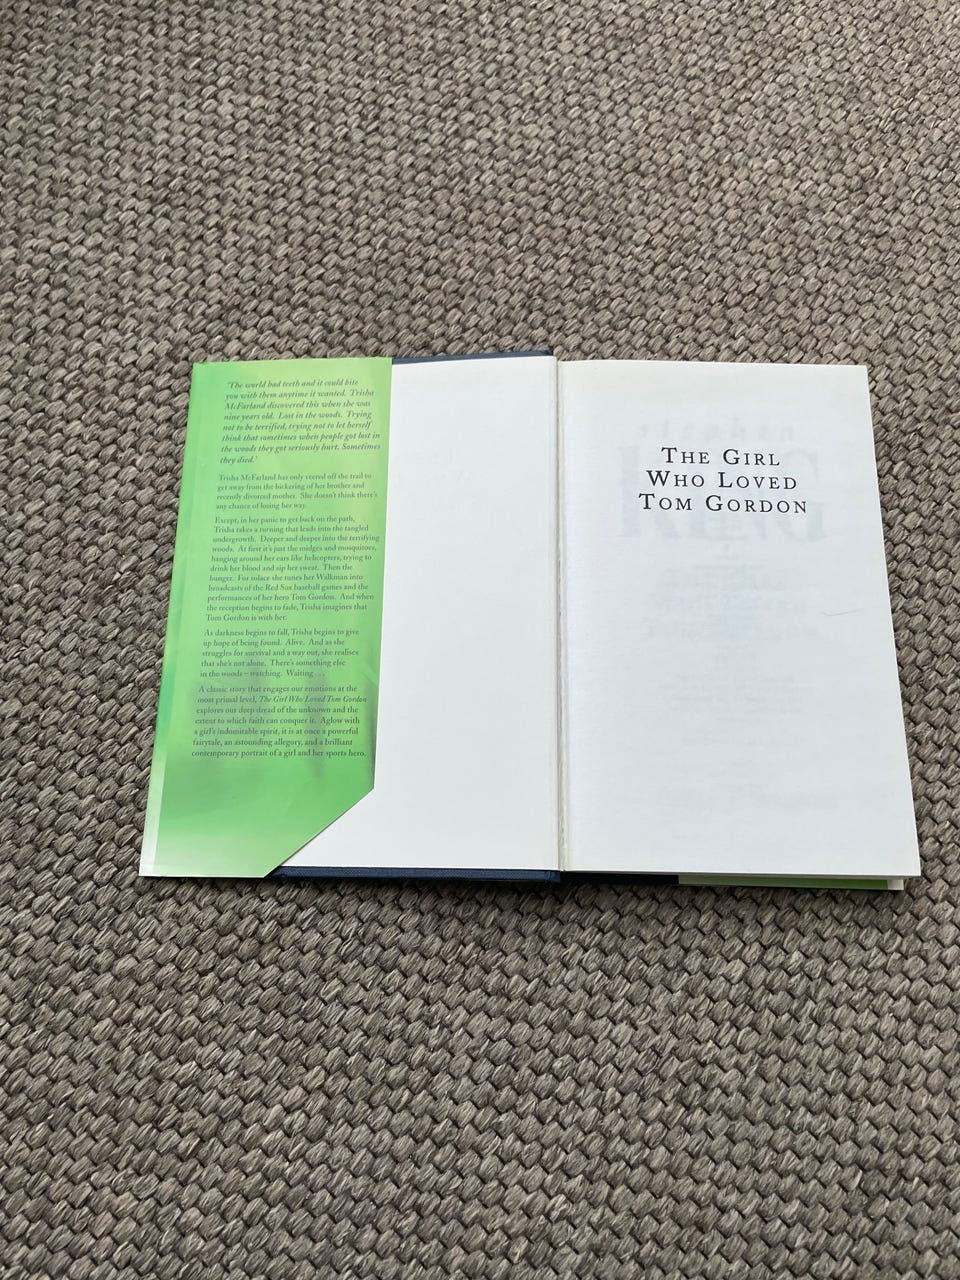 'The world had teeth and it could bite
you with them anytime it wanted. Trisha
McFarland discovered this when she was
nine years old. Lost in the woods. Trying
not to be terrified, trying not to let herself
think that sometimes when people got lost in
the woods they got seriously hurt. Sometimes
they died.'
Trisha McFarland has only veered off the trail to
get away from the bickering of her brother and
recently divorced mother. She doesn't think there's
any chance of losing her way.
Except, in her panic to get back on the path,
Trisha takes a turning that leads into the tangled
undergrowth. Deeper and deeper into the terrifying
woods. At first it's just the midges and mosquitoes,
hanging around her ears like helicopters, trying to
drink her blood and sip her sweat. Then the
hunger. For solace she tunes her Walkman into
broadcasts of the Red Sox baseball games and the
performances of her hero Tom Gordon. And when
the reception begins to fade, Trisha imagines that
Tom Gordon is with her.
As darkness begins to fall, Trisha begins to give
up hope of being found. Alive. And as she
struggles for survival and a way out, she realises
that she's not alone. There's something else
in the woods – watching. Waiting . . .
A classic story that engages our emotions at the
most primal level, The Girl Who Loved Tom Gordon
explores our deep dread of the unknown and the
extent to which faith can conquer it. Aglow with
a girl's indomitable spirit, it is at once a powerful
fairytale, an astounding allegory, and a brilliant
contemporary portrait of a girl and her sports hero.
THE GIRL
WHO LOVED
TOM GORDON